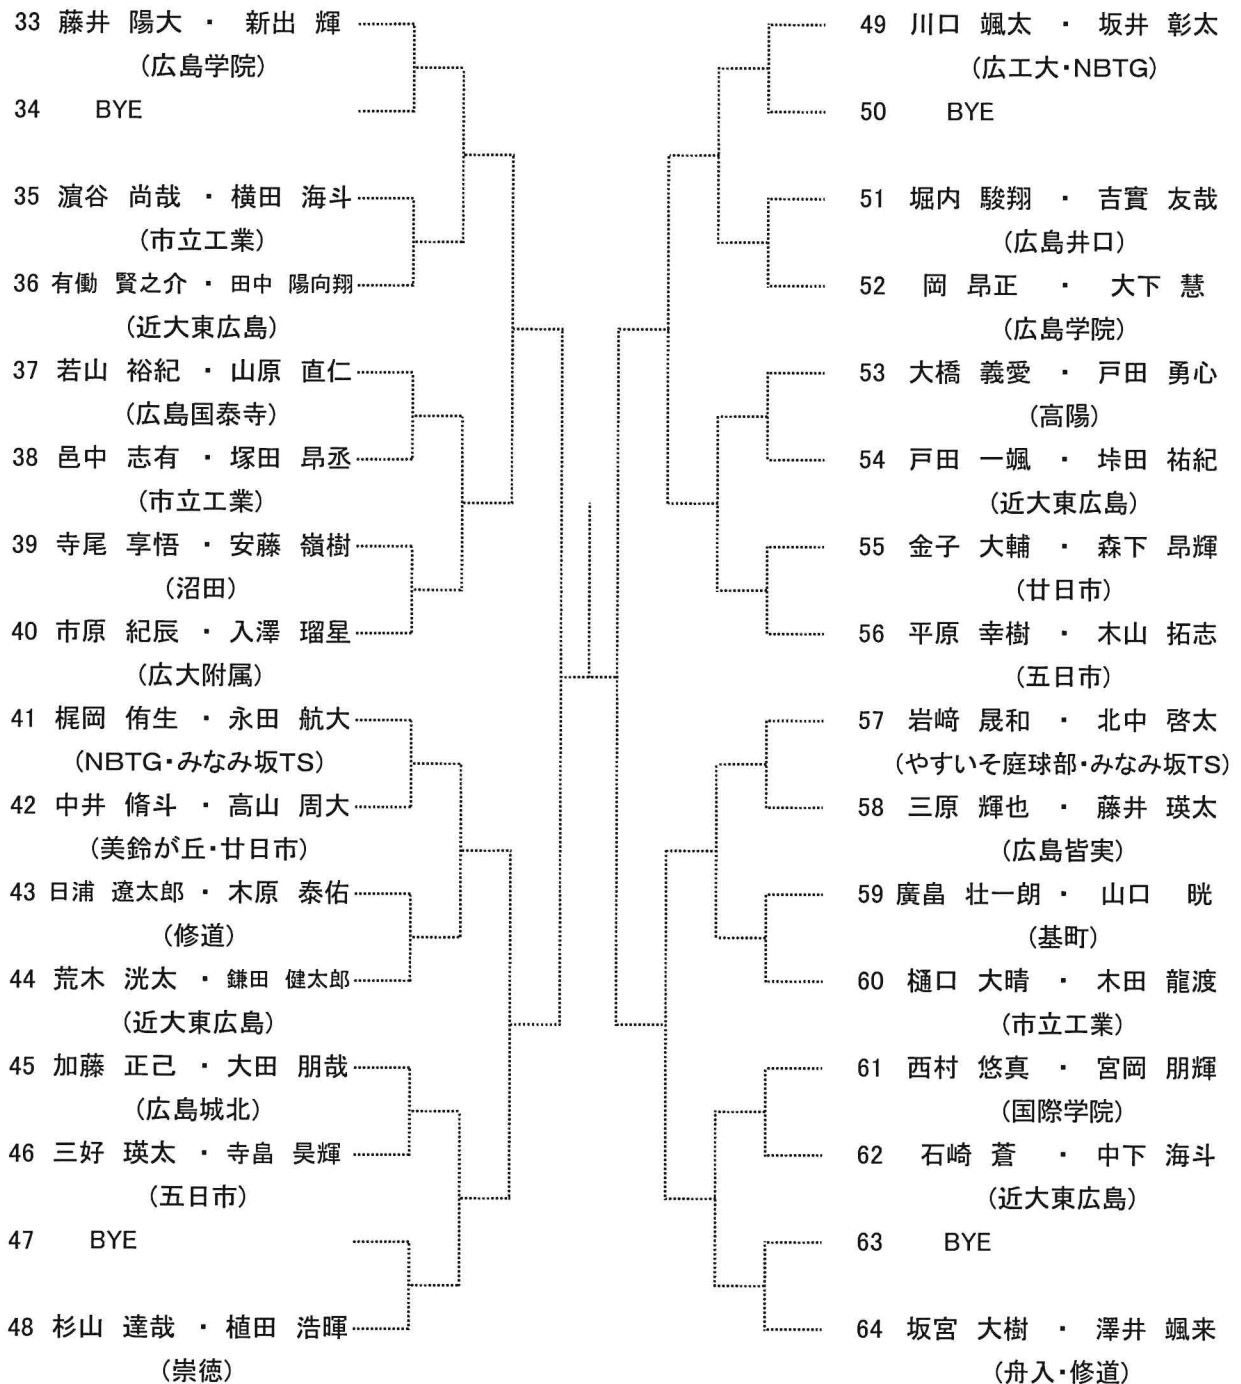 33 藤井 陽大 ・ 新出 輝
(広島学院)
34 BYE
35 濵谷 尚哉 ・ 横田 海斗
(市立工業)
36 有働 賢之介 ・ 田中 陽向翔
(近大東広島)
37 若山 裕紀 ・ 山原 直仁
(広島国泰寺)
38 邑中 志有 ・ 塚田 昂丞
(市立工業)
39 寺尾 享悟 ・ 安藤 嶺樹
(沼田)
40 市原 紀辰 ・ 入澤 瑠星
(広大附属)
41 梶岡 侑生 ・ 永田 航大
(NBTG・みなみ坂TS)
42 中井 脩斗 ・ 高山 周大
(美鈴が丘・廿日市)
43 日浦 遼太郎 ・ 木原 泰佑
(修道)
44 荒木 洸太 ・ 鎌田 健太郎
(近大東広島)
45 加藤 正己 ・ 大田 朋哉
(広島城北)
46 三好 瑛太 ・ 寺畠 昊輝
(五日市)
47 BYE
48 杉山 達哉 ・ 植田 浩暉
(崇徳)
49 川口 颯太 ・ 坂井 彰太
(広工大・NBTG)
50 BYE
51 堀内 駿翔 ・ 吉實 友哉
(広島井口)
52 岡 昂正 ・ 大下 慧
(広島学院)
53 大橋 義愛 ・ 戸田 勇心
(高陽)
54 戸田 一颯 ・ 垰田 祐紀
(近大東広島)
55 金子 大輔 ・ 森下 昂輝
(廿日市)
56 平原 幸樹 ・ 木山 拓志
(五日市)
57 岩﨑 晟和 ・ 北中 啓太
(やすいそ庭球部・みなみ坂TS)
58 三原 輝也 ・ 藤井 瑛太
(広島皆実)
59 廣畠 壮一朗 ・ 山口 晄
(基町)
60 樋口 大晴 ・ 木田 龍渡
(市立工業)
61 西村 悠真 ・ 宮岡 朋輝
(国際学院)
62 石崎 蒼 ・ 中下 海斗
(近大東広島)
63 BYE
64 坂宮 大樹 ・ 澤井 颯来
(舟入・修道)